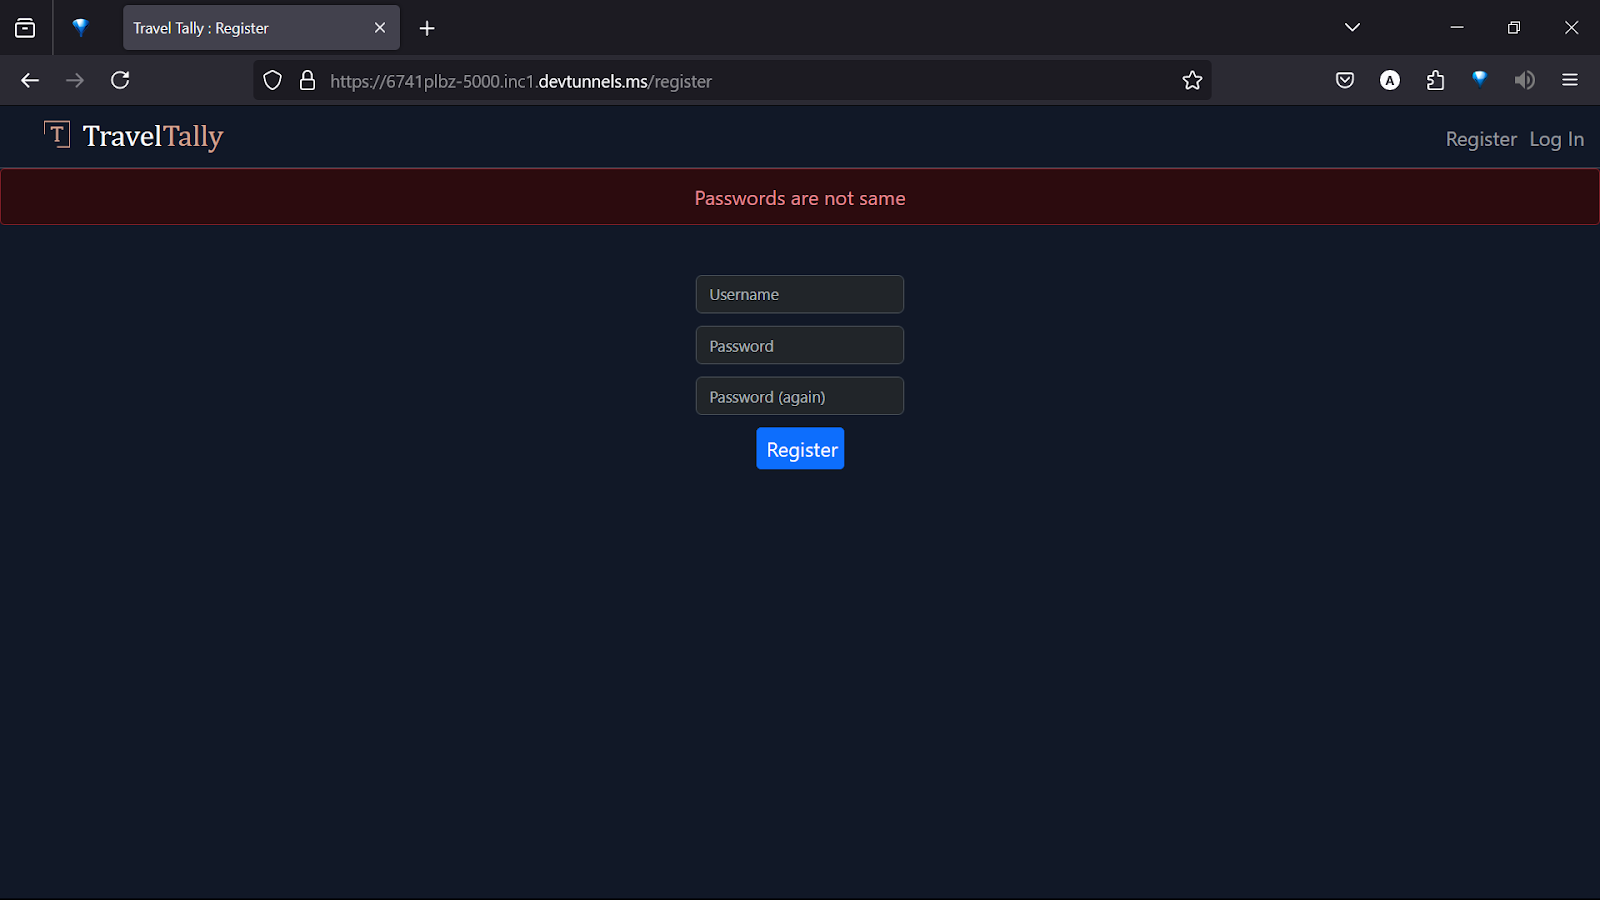 Travel Tally : Register
https://6741plbz-5000.inc1.devtunnels.ms/register
A
T TravelTally
Register Log In
Passwords are not same
Username
Password
Password (again)
Register